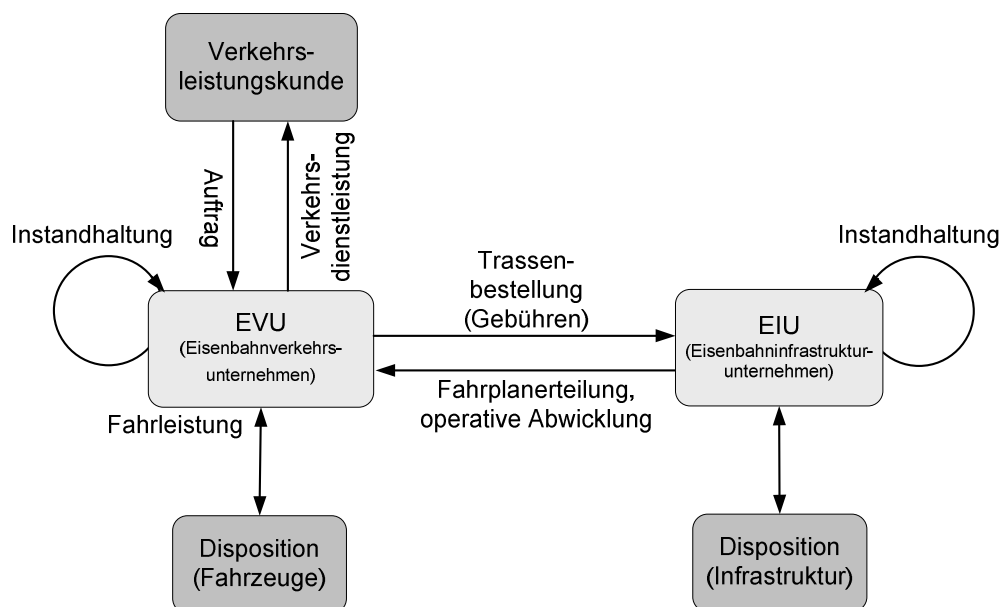 Verkehrs-
leistungskunde
Auftrag
Verkehrs-
dienstleistung
Instandhaltung
Instandhaltung
Trassen-
bestellung
(Gebühren)
EVU
(Eisenbahnverkehrs-
unternehmen)
EIU
(Eisenbahninfrastruktur-
unternehmen)
Fahrplanerteilung,
operative Abwicklung
Fahrleistung
Disposition
(Fahrzeuge)
Disposition
(Infrastruktur)